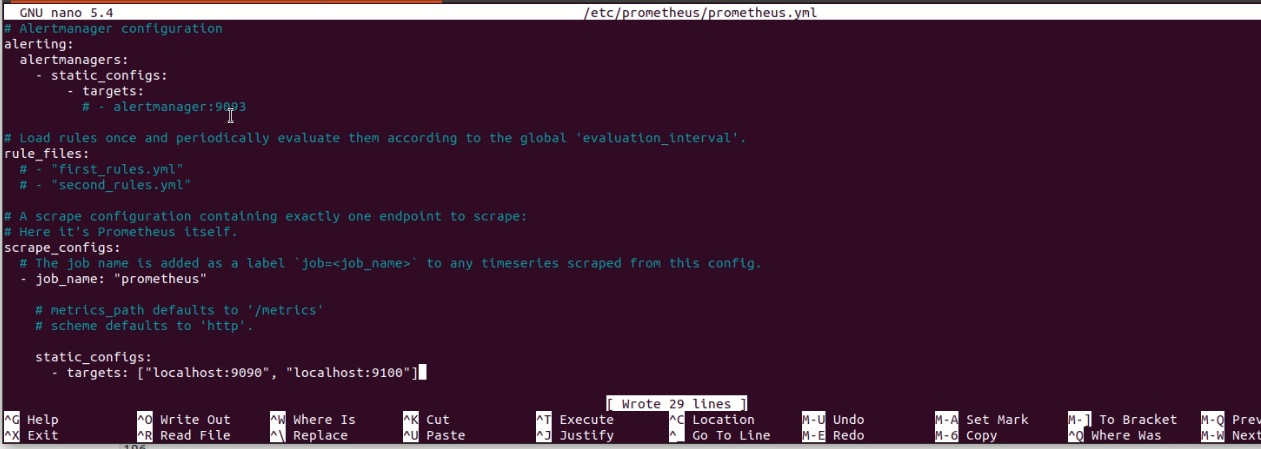 GNU nano 5.4 /etc/prometheus/prometheus.yml
# Alertmanager configuration
alerting:
  alertmanagers:
    - static_configs:
        - targets:
          # - alertmanager:9093

# Load rules once and periodically evaluate them according to the global 'evaluation_interval'.
rule_files:
  # - "first_rules.yml"
  # - "second_rules.yml"

# A scrape configuration containing exactly one endpoint to scrape:
# Here it's Prometheus itself.
scrape_configs:
  # The job name is added as a label `job=<job_name>` to any timeseries scraped from this config.
  - job_name: "prometheus"

    # metrics_path defaults to '/metrics'
    # scheme defaults to 'http'.

    static_configs:
      - targets: ["localhost:9090", "localhost:9100"]

[ Wrote 29 lines ]
^G Help ^O Write Out ^W Where Is ^K Cut ^T Execute ^C Location M-U Undo M-A Set Mark M-] To Bracket M-Q Prev
^X Exit ^R Read File ^\ Replace ^U Paste ^J Justify ^_ Go To Line M-E Redo M-6 Copy ^Q Where Was M-W Next